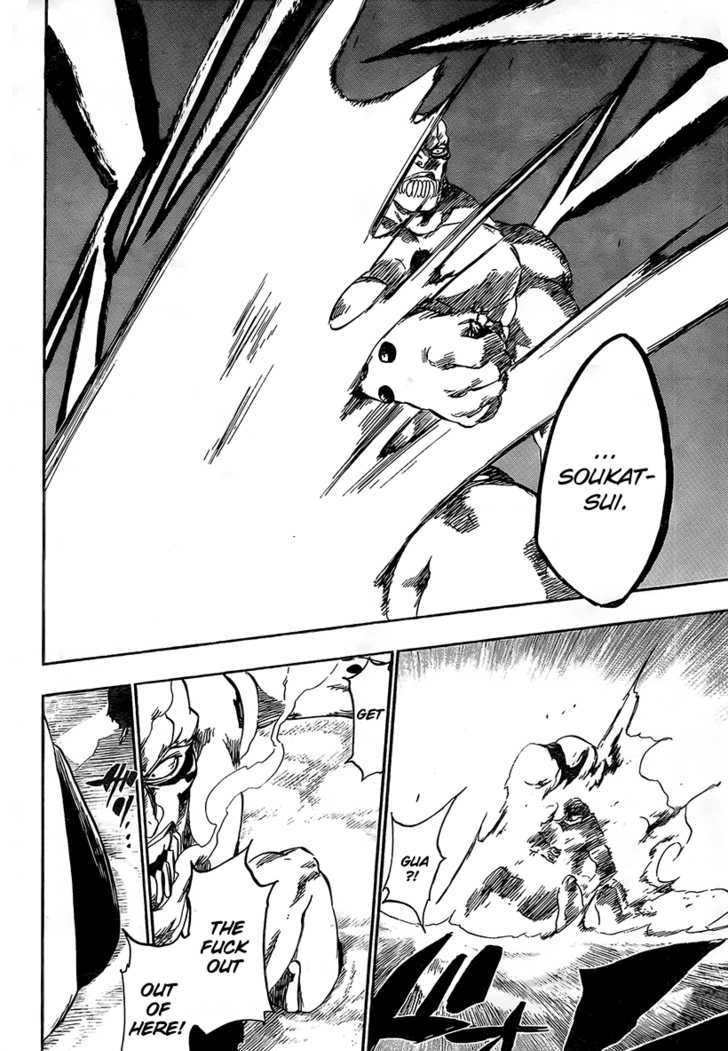 ...
SOUKAT-
SUI.
GUA
?!
GET
THE
FUCK
OUT
OUT
OF
HERE!